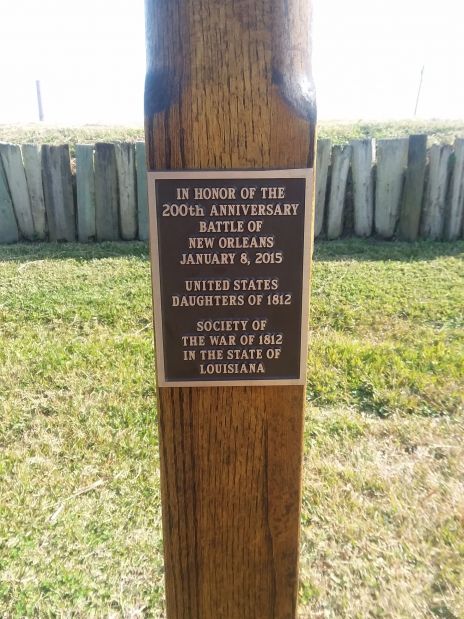 IN HONOR OF THE
200th ANNIVERSARY
BATTLE OF
NEW ORLEANS
JANUARY 8, 2015
UNITED STATES
DAUGHTERS OF 1812
SOCIETY OF
THE WAR OF 1812
IN THE STATE OF
LOUISIANA